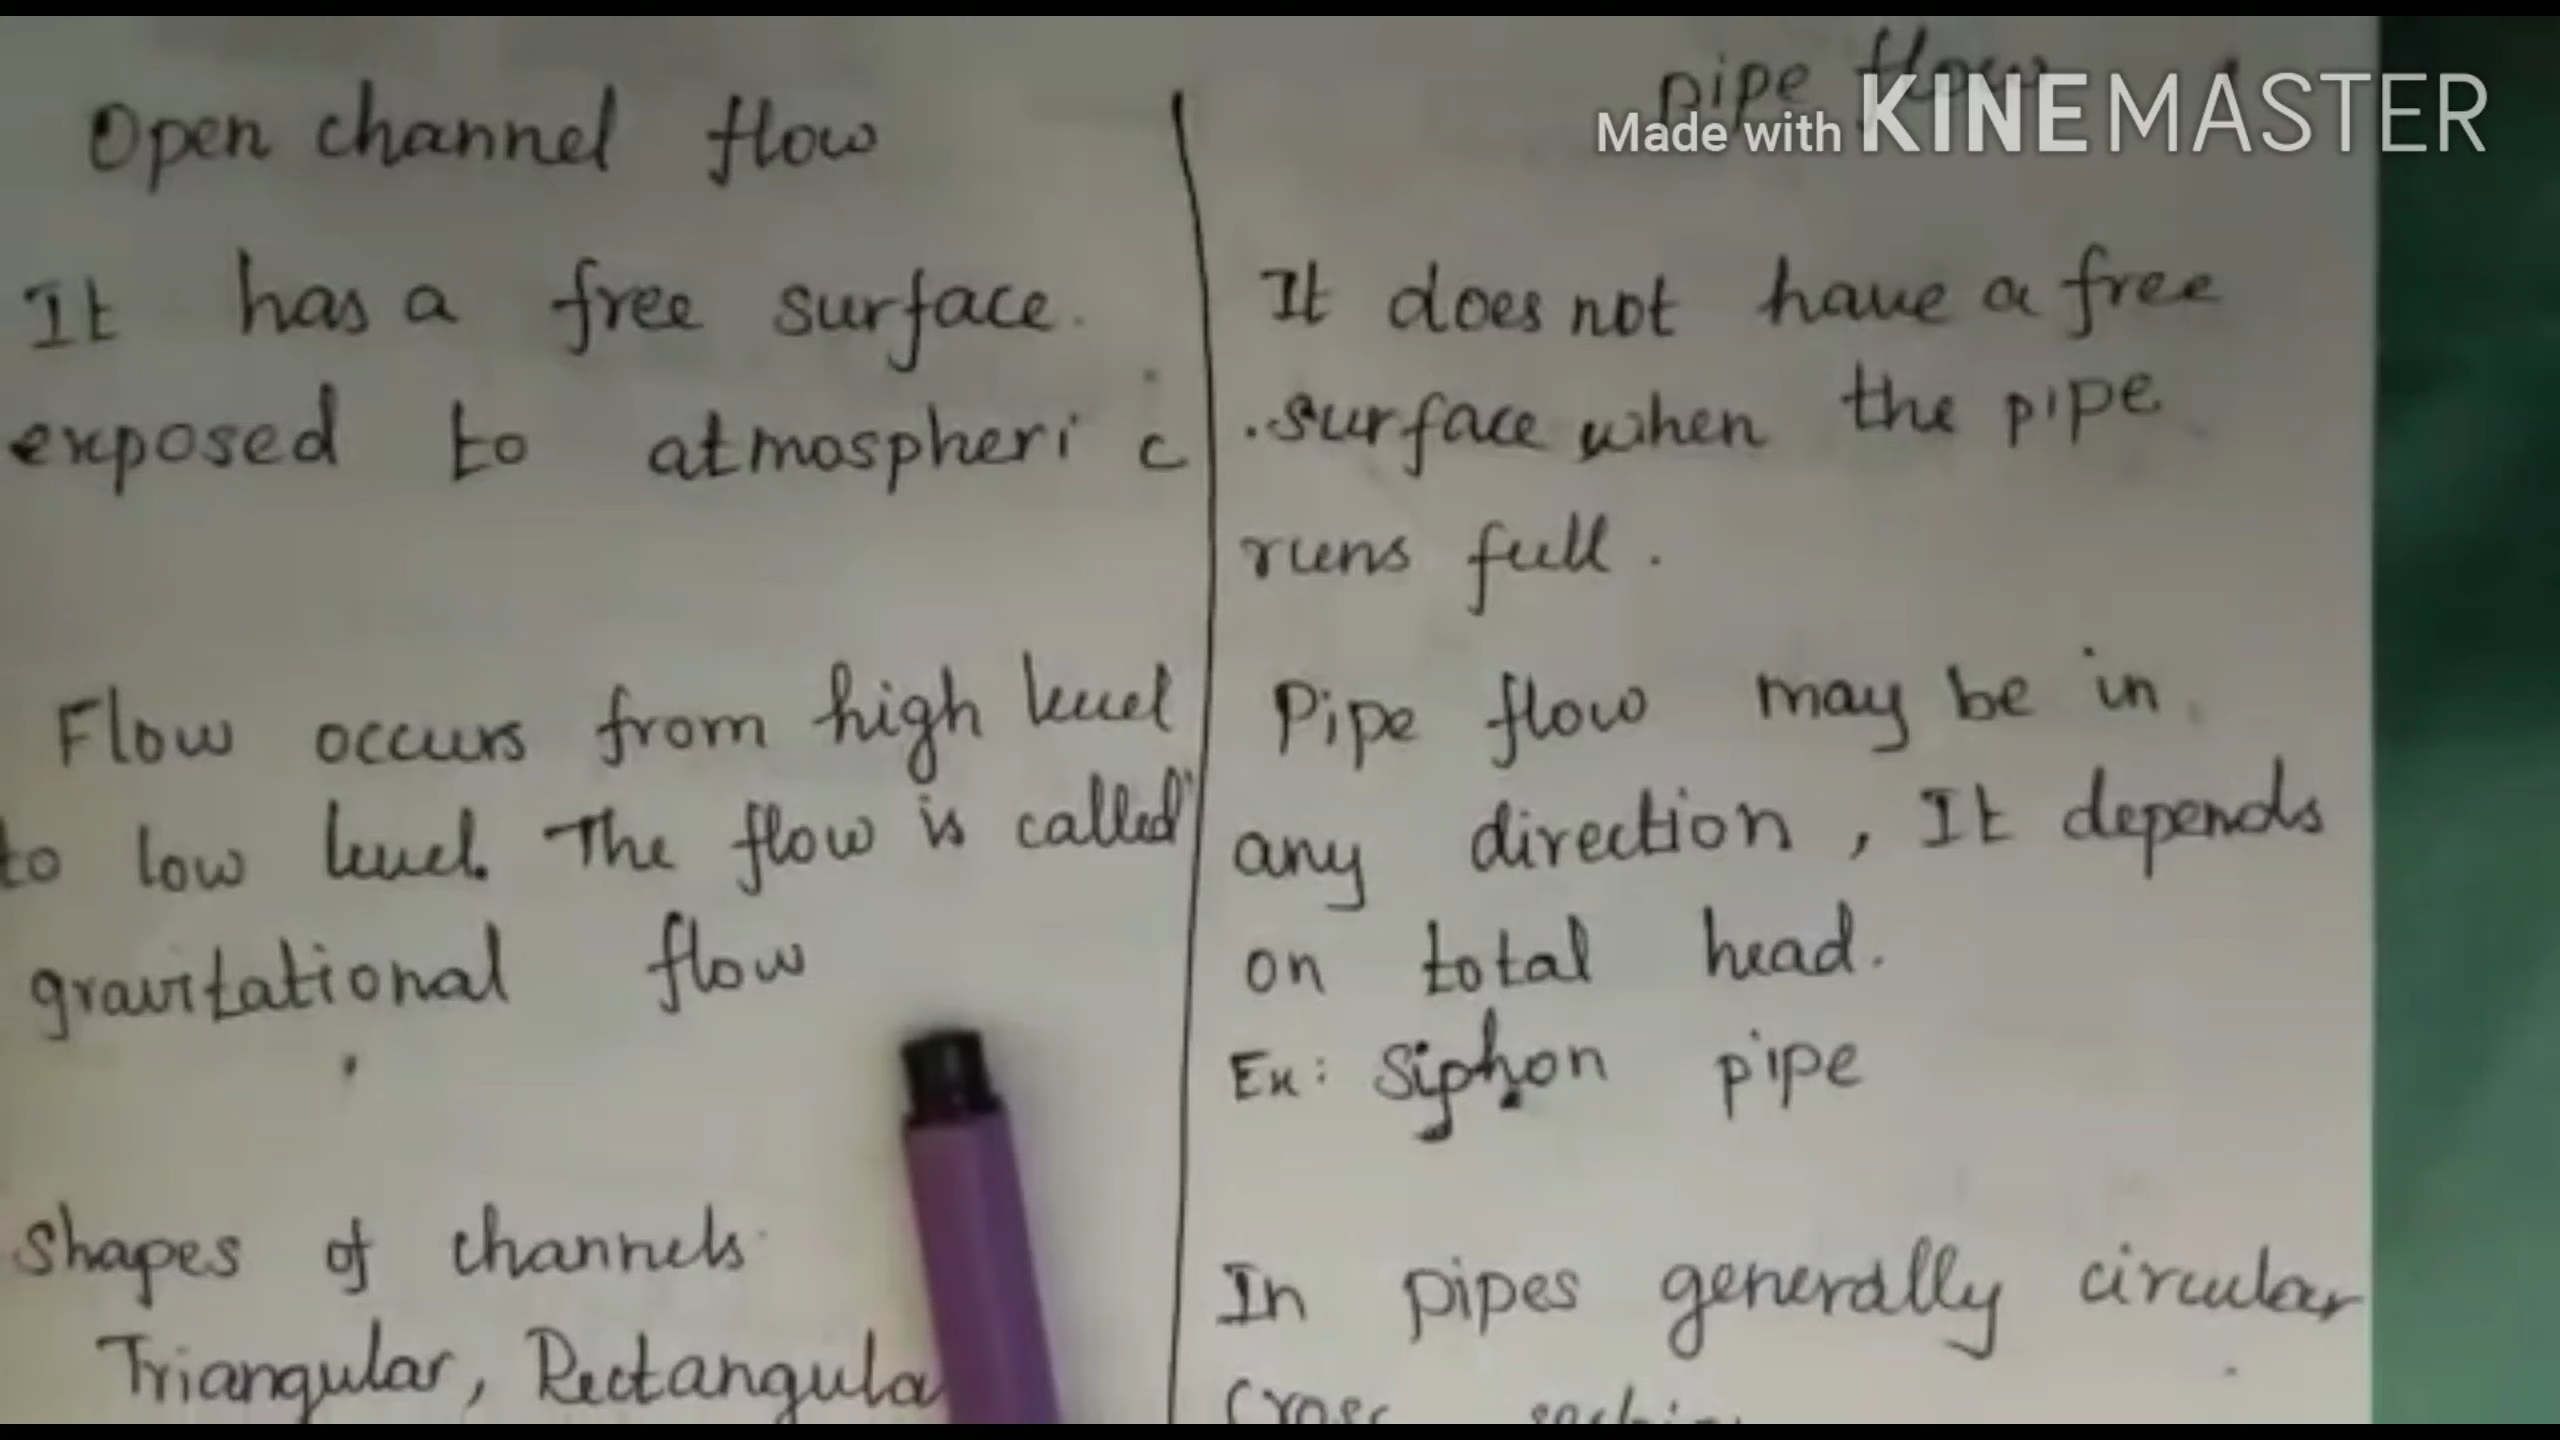 Open channel flow
It has a free surface.
exposed to atmospheric
Flow occurs from high level
to low level. The flow is called
gravitational flow
Shapes of channels
Triangular, Rectangula
pipe flow
Made with KINEMASTER
It does not have a free
surface when the pipe
runs full.
Pipe flow may be in
any direction, It depends
on total head.
Ex: Siphon pipe
In pipes generally circular
Cross